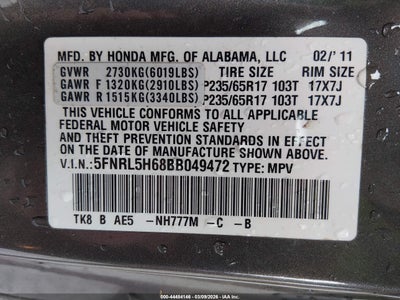 MFD. BY HONDA MFG. OF ALABAMA, LLC 02/' 11
GVWR 2730KG(6019LBS) TIRE SIZE RIM SIZE
GAWR F 1320KG(2910LBS) P235/65R17 103T 17X7J
GAWR R 1515KG(3340LBS) P235/65R17 103T 17X7J
THIS VEHICLE CONFORMS TO ALL APPLICABLE
FEDERAL MOTOR VEHICLE SAFETY
AND THEFT PREVENTION STANDARDS IN EFFECT
ON THE DATE OF MANUFACTURE SHOWN ABOVE.
V.I.N.:5FNRL5H68BB049472 TYPE: MPV
TK8 B AE5 -NH777M -C -B
000-44454146 - 03/09/2026 - IAAI.COM